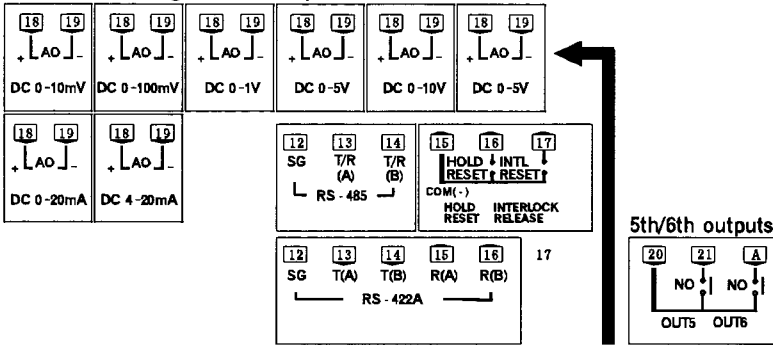 18 19 18 19 18 19 18 19 18 19 18 19
+ AO - + AO - + AO - + AO - + AO - + AO -
DC 0-10mV DC 0-100mV DC 0-1V DC 0-5V DC 0-10V DC 0-5V
18 19 18 19
+ AO - + AO -
DC 0-20mA DC 4-20mA
12 13 14
SG T/R T/R
(A) (B)
RS-485
15 16 17
HOLD INTL
RESET RESET
COM(-)
HOLD INTERLOCK
RESET RELEASE
12 13 14 15 16 17
SG T(A) T(B) R(A) R(B)
RS-422A
5th/6th outputs
20 21 A
NO NO
OUT5 OUT6